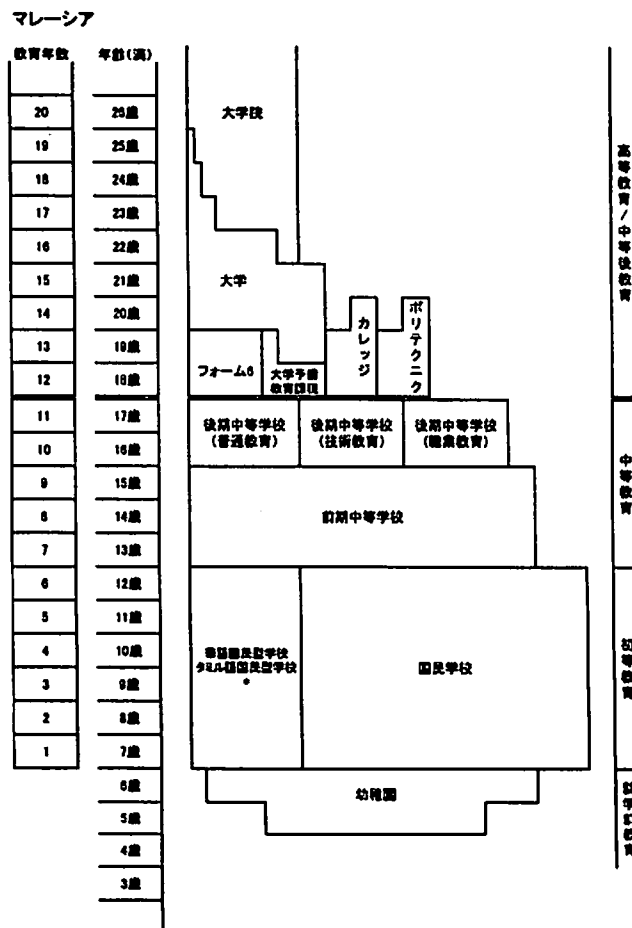 マレーシア
教育年数
年齢(満)
20
26歳
大学院
19
25歳
18
24歳
17
23歳
16
22歳
15
21歳
大学
14
20歳
カレッジ
ポリテクニク
13
19歳
12
18歳
フォーム6
大学予備
教育課程
高等教育/中等後教育
11
17歳
後期中等学校
(普通教育)
後期中等学校
(技術教育)
後期中等学校
(職業教育)
10
16歳
9
15歳
8
14歳
前期中等学校
7
13歳
中等教育
6
12歳
5
11歳
4
10歳
華語国民型学校
タミル語国民型学校
*
国民学校
3
9歳
2
8歳
1
7歳
初等教育
6歳
幼稚園
5歳
4歳
3歳
就学前教育